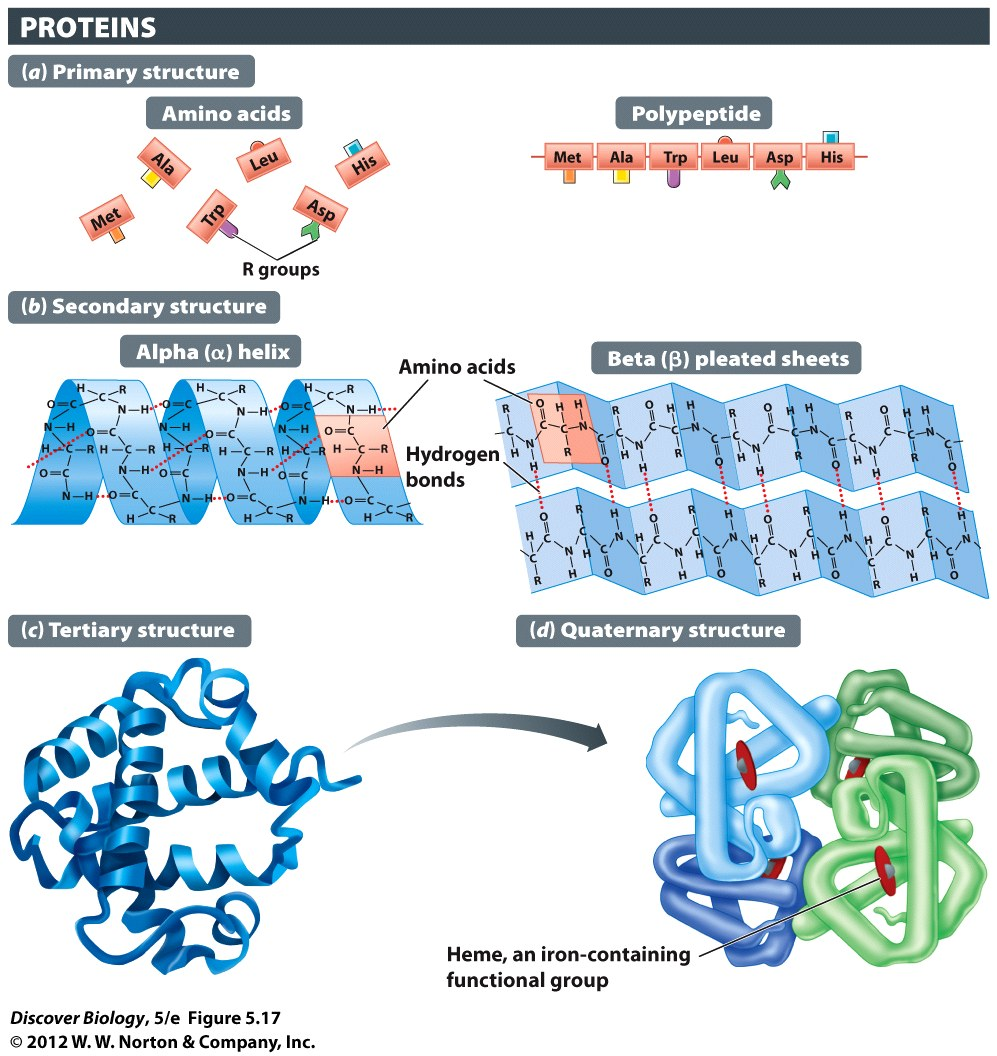 PROTEINS
(a) Primary structure
Amino acids
Ala
Leu
His
Met
Trp
Asp
R groups
Polypeptide
Met Ala Trp Leu Asp His
(b) Secondary structure
Alpha (α) helix
Amino acids
Hydrogen
bonds
Beta (β) pleated sheets
(c) Tertiary structure
(d) Quaternary structure
Heme, an iron-containing
functional group
Discover Biology, 5/e Figure 5.17
© 2012 W. W. Norton & Company, Inc.